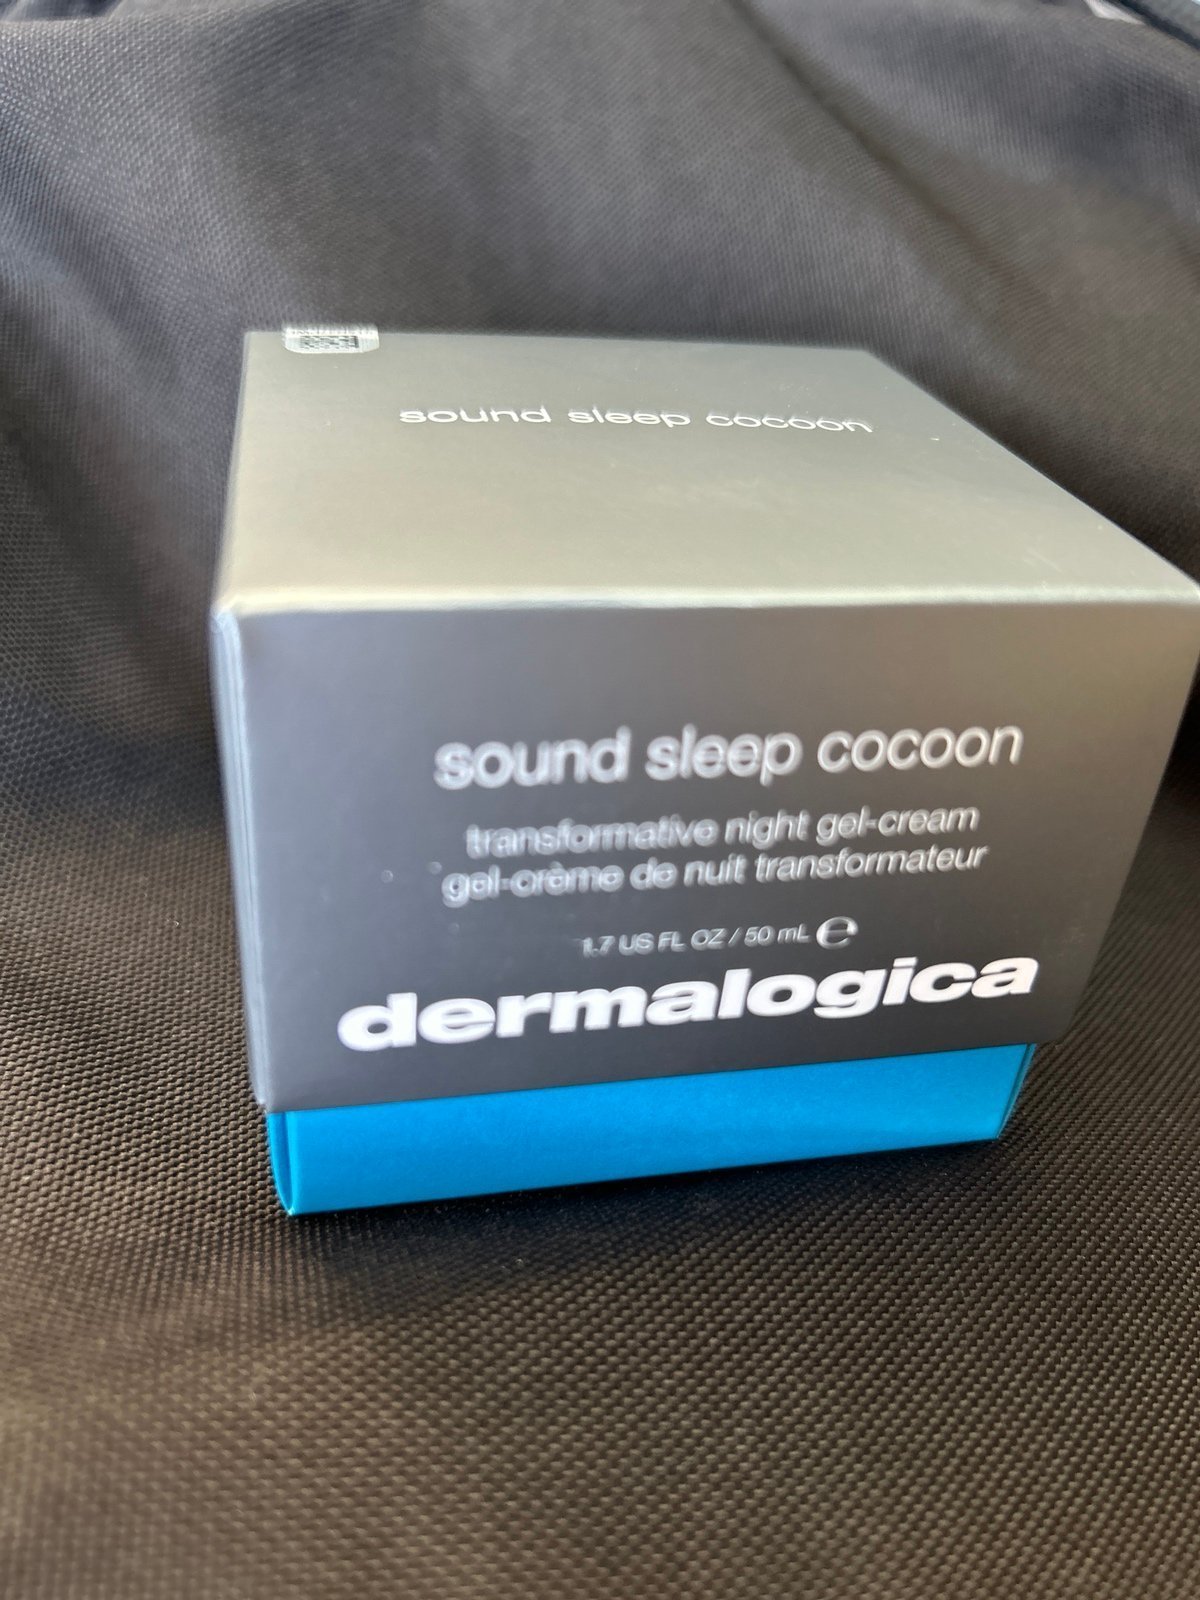 sound sleep cocoon
sound sleep cocoon
transformative night gel-cream
gel-crème de nuit transformateur
1.7 US FL OZ / 50 mL ℮
dermalogica